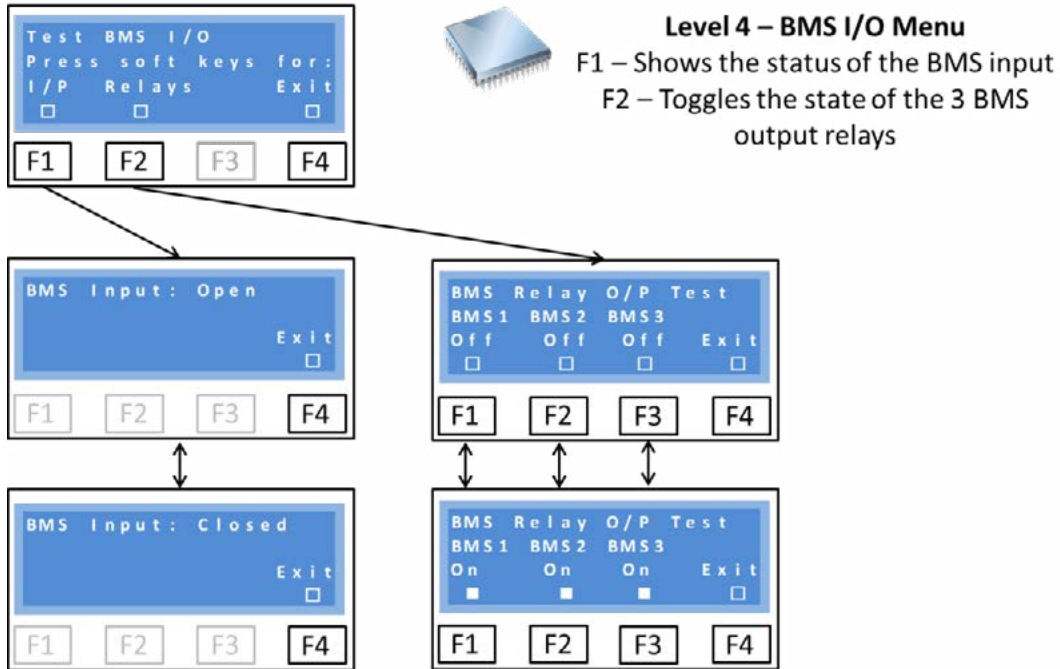 Test BMS I/O
Press soft keys for:
I/P Relays Exit
F1 F2 F3 F4
Level 4 – BMS I/O Menu
F1 – Shows the status of the BMS input
F2 – Toggles the state of the 3 BMS
output relays
BMS Input: Open
Exit
F1 F2 F3 F4
BMS Relay O/P Test
BMS1 BMS2 BMS3
Off Off Off Exit
F1 F2 F3 F4
BMS Input: Closed
Exit
F1 F2 F3 F4
BMS Relay O/P Test
BMS1 BMS2 BMS3
On On On Exit
F1 F2 F3 F4